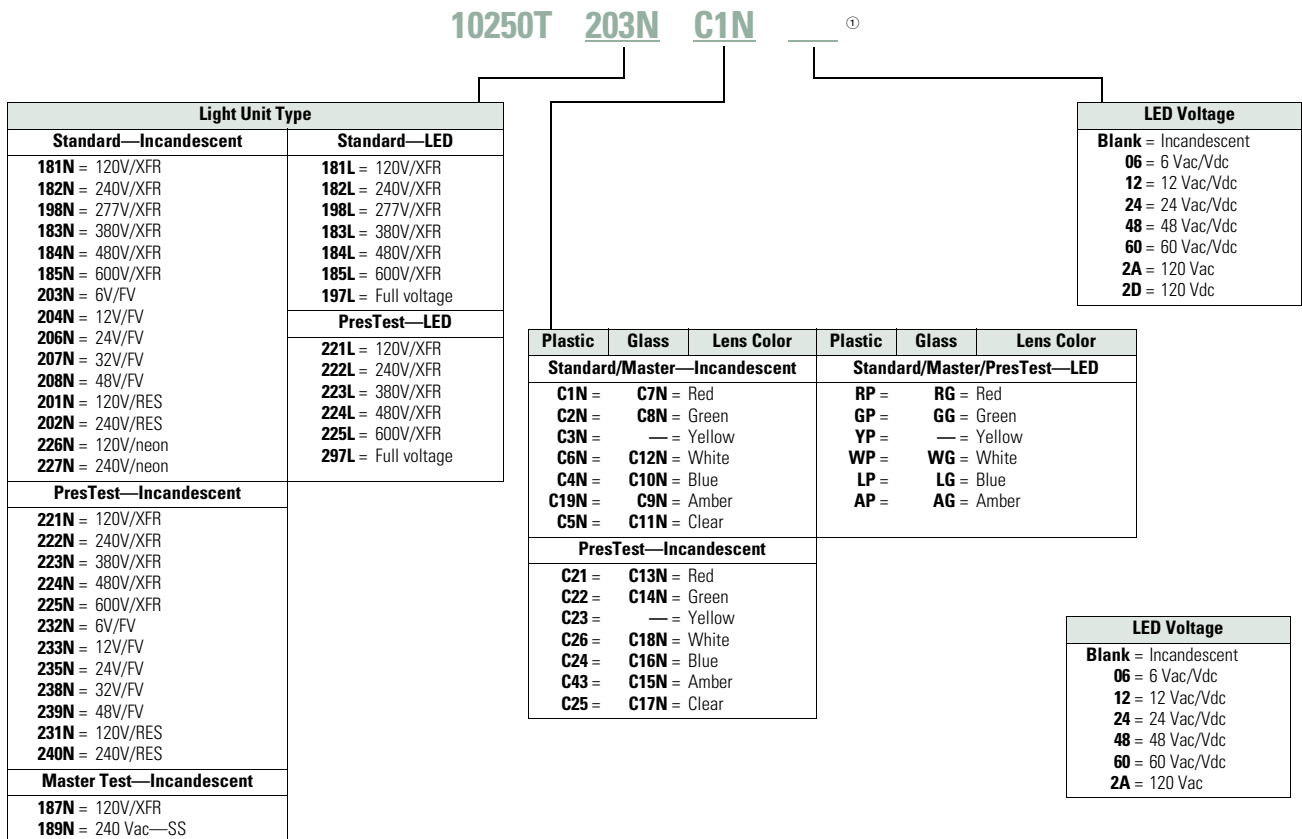 10250T 203N C1N ___ ①
Light Unit Type
Standard—Incandescent
181N = 120V/XFR
182N = 240V/XFR
198N = 277V/XFR
183N = 380V/XFR
184N = 480V/XFR
185N = 600V/XFR
203N = 6V/FV
204N = 12V/FV
206N = 24V/FV
207N = 32V/FV
208N = 48V/FV
201N = 120V/RES
202N = 240V/RES
226N = 120V/neon
227N = 240V/neon
PresTest—Incandescent
221N = 120V/XFR
222N = 240V/XFR
223N = 380V/XFR
224N = 480V/XFR
225N = 600V/XFR
232N = 6V/FV
233N = 12V/FV
235N = 24V/FV
238N = 32V/FV
239N = 48V/FV
231N = 120V/RES
240N = 240V/RES
Master Test—Incandescent
187N = 120V/XFR
189N = 240 Vac—SS
Standard—LED
181L = 120V/XFR
182L = 240V/XFR
198L = 277V/XFR
183L = 380V/XFR
184L = 480V/XFR
185L = 600V/XFR
197L = Full voltage
PresTest—LED
221L = 120V/XFR
222L = 240V/XFR
223L = 380V/XFR
224L = 480V/XFR
225L = 600V/XFR
297L = Full voltage
Plastic Glass Lens Color
Standard/Master—Incandescent
C1N = C7N = Red
C2N = C8N = Green
C3N = — = Yellow
C6N = C12N = White
C4N = C10N = Blue
C19N = C9N = Amber
C5N = C11N = Clear
PresTest—Incandescent
C21 = C13N = Red
C22 = C14N = Green
C23 = — = Yellow
C26 = C18N = White
C24 = C16N = Blue
C43 = C15N = Amber
C25 = C17N = Clear
Plastic Glass Lens Color
Standard/Master/PresTest—LED
RP = RG = Red
GP = GG = Green
YP = — = Yellow
WP = WG = White
LP = LG = Blue
AP = AG = Amber
LED Voltage
Blank = Incandescent
06 = 6 Vac/Vdc
12 = 12 Vac/Vdc
24 = 24 Vac/Vdc
48 = 48 Vac/Vdc
60 = 60 Vac/Vdc
2A = 120 Vac
2D = 120 Vdc
LED Voltage
Blank = Incandescent
06 = 6 Vac/Vdc
12 = 12 Vac/Vdc
24 = 24 Vac/Vdc
48 = 48 Vac/Vdc
60 = 60 Vac/Vdc
2A = 120 Vac